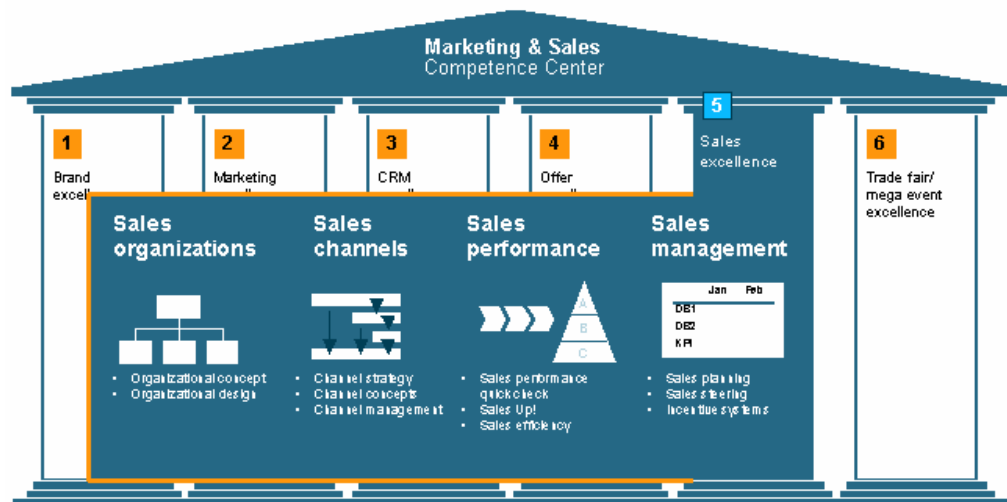 Marketing & Sales
Competence Center
1
Brand
2
Marketing
3
CRM
4
Offer
5
Sales
excellence
6
Trade fair/
mega event
excellence
Sales
organizations
• Organizational concept
• Organizational design
Sales
channels
• Channel strategy
• Channel concepts
• Channel management
Sales
performance
A
B
C
• Sales performance
quick check
• Sales Up!
• Sales efficiency
Sales
management
Jan Feb
DB1
DB2
KPI
• Sales planning
• Sales steering
• Incentive systems